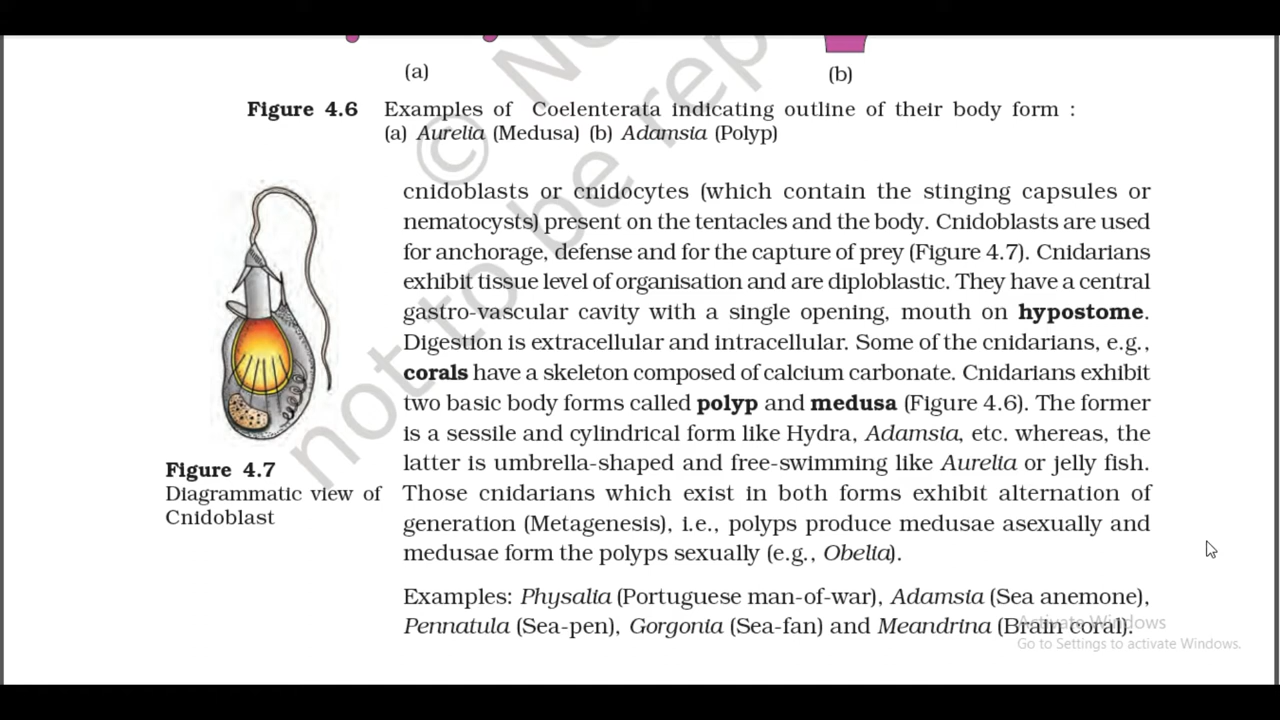 (a)
(b)
Figure 4.6 Examples of Coelenterata indicating outline of their body form :
(a) Aurelia (Medusa) (b) Adamsia (Polyp)
cnidoblasts or cnidocytes (which contain the stinging capsules or
nematocysts) present on the tentacles and the body. Cnidoblasts are used
for anchorage, defense and for the capture of prey (Figure 4.7). Cnidarians
exhibit tissue level of organisation and are diploblastic. They have a central
gastro-vascular cavity with a single opening, mouth on hypostome.
Digestion is extracellular and intracellular. Some of the cnidarians, e.g.,
corals have a skeleton composed of calcium carbonate. Cnidarians exhibit
two basic body forms called polyp and medusa (Figure 4.6). The former
is a sessile and cylindrical form like Hydra, Adamsia, etc. whereas, the
latter is umbrella-shaped and free-swimming like Aurelia or jelly fish.
Those cnidarians which exist in both forms exhibit alternation of
generation (Metagenesis), i.e., polyps produce medusae asexually and
medusae form the polyps sexually (e.g., Obelia).
Examples: Physalia (Portuguese man-of-war), Adamsia (Sea anemone),
Pennatula (Sea-pen), Gorgonia (Sea-fan) and Meandrina (Brain coral).
Figure 4.7
Diagrammatic view of
Cnidoblast
©
not to be rep
Activate Windows
Go to Settings to activate Windows.